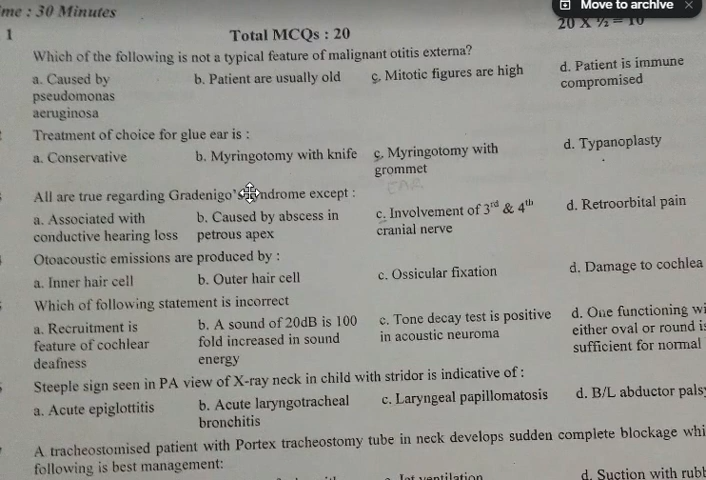 me : 30 Minutes
Move to archive
20 X ½ = 10
1
Total MCQs : 20
Which of the following is not a typical feature of malignant otitis externa?
a. Caused by pseudomonas aeruginosa
b. Patient are usually old
c. Mitotic figures are high
d. Patient is immune compromised
Treatment of choice for glue ear is :
a. Conservative
b. Myringotomy with knife
c. Myringotomy with grommet
d. Typanoplasty
All are true regarding Gradenigo's syndrome except :
a. Associated with conductive hearing loss
b. Caused by abscess in petrous apex
c. Involvement of 3rd & 4th cranial nerve
d. Retroorbital pain
Otoacoustic emissions are produced by :
a. Inner hair cell
b. Outer hair cell
c. Ossicular fixation
d. Damage to cochlea
Which of following statement is incorrect
a. Recruitment is feature of cochlear deafness
b. A sound of 20dB is 100 fold increased in sound energy
c. Tone decay test is positive in acoustic neuroma
d. One functioning wi
either oval or round is
sufficient for normal
Steeple sign seen in PA view of X-ray neck in child with stridor is indicative of :
a. Acute epiglottitis
b. Acute laryngotracheal bronchitis
c. Laryngeal papillomatosis
d. B/L abductor palsy
A tracheostomised patient with Portex tracheostomy tube in neck develops sudden complete blockage whi
following is best management:
c. Jet ventilation
d. Suction with rubb